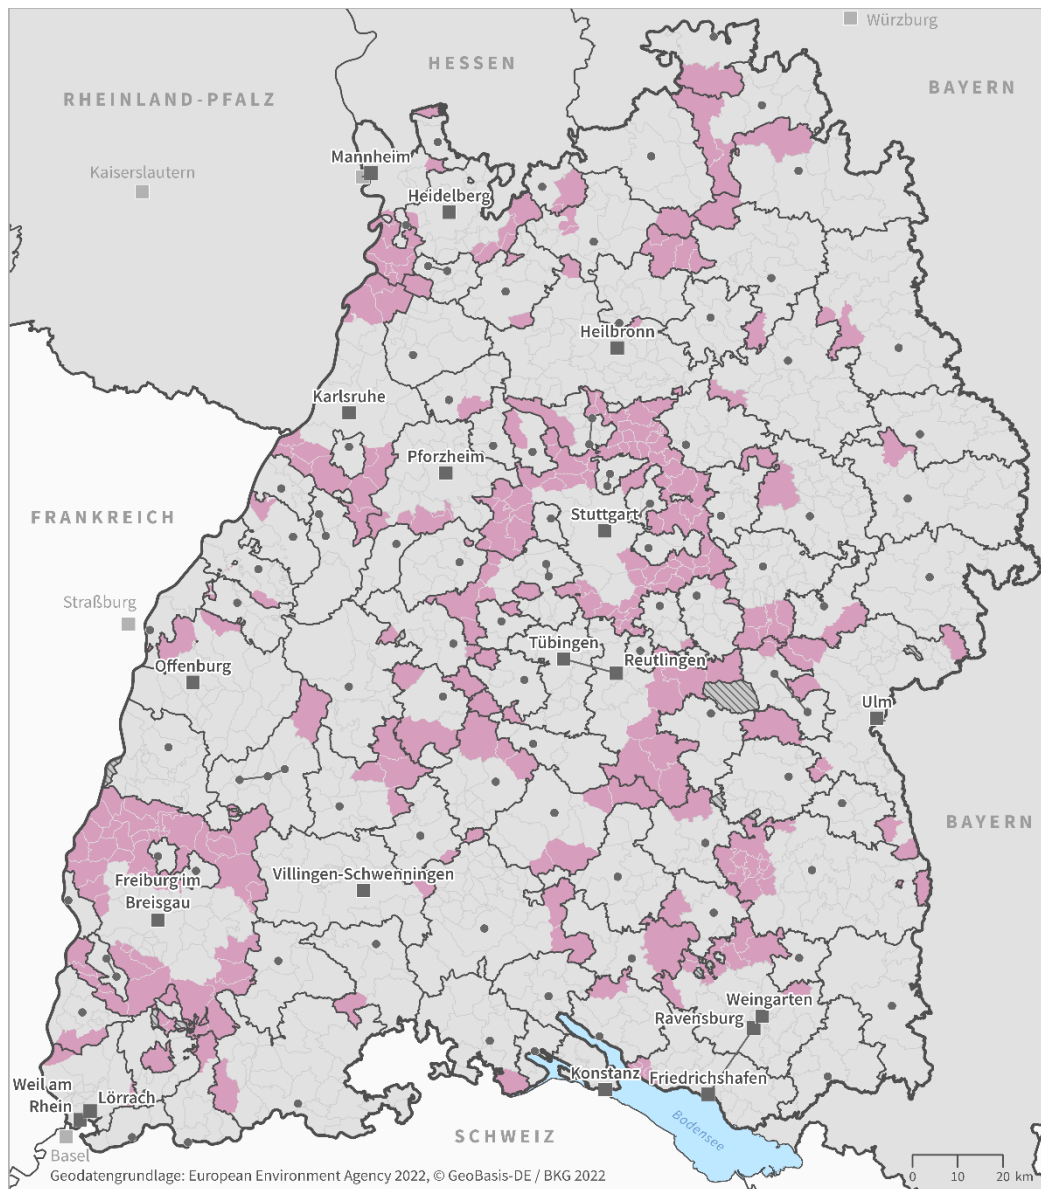 Würzburg
HESSEN
BAYERN
RHEINLAND-PFALZ
Mannheim
Kaiserslautern
Heidelberg
Heilbronn
Karlsruhe
Pforzheim
FRANKREICH
Stuttgart
Straßburg
Tübingen
Reutlingen
Offenburg
Ulm
BAYERN
Villingen-Schwenningen
Freiburg im
Breisgau
Weingarten
Ravensburg
Konstanz
Friedrichshafen
Weil am
Rhein
Lörrach
Bodensee
SCHWEIZ
Basel
Geodatengrundlage: European Environment Agency 2022, © GeoBasis-DE / BKG 2022
0 10 20 km